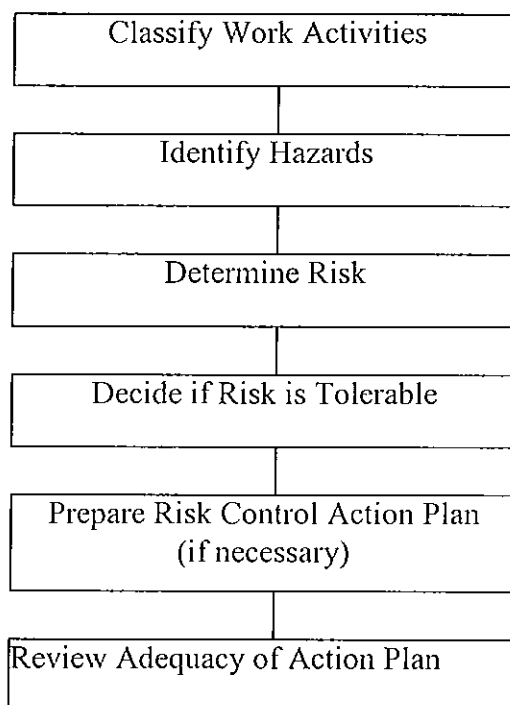 Classify Work Activities
Identify Hazards
Determine Risk
Decide if Risk is Tolerable
Prepare Risk Control Action Plan
(if necessary)
Review Adequacy of Action Plan